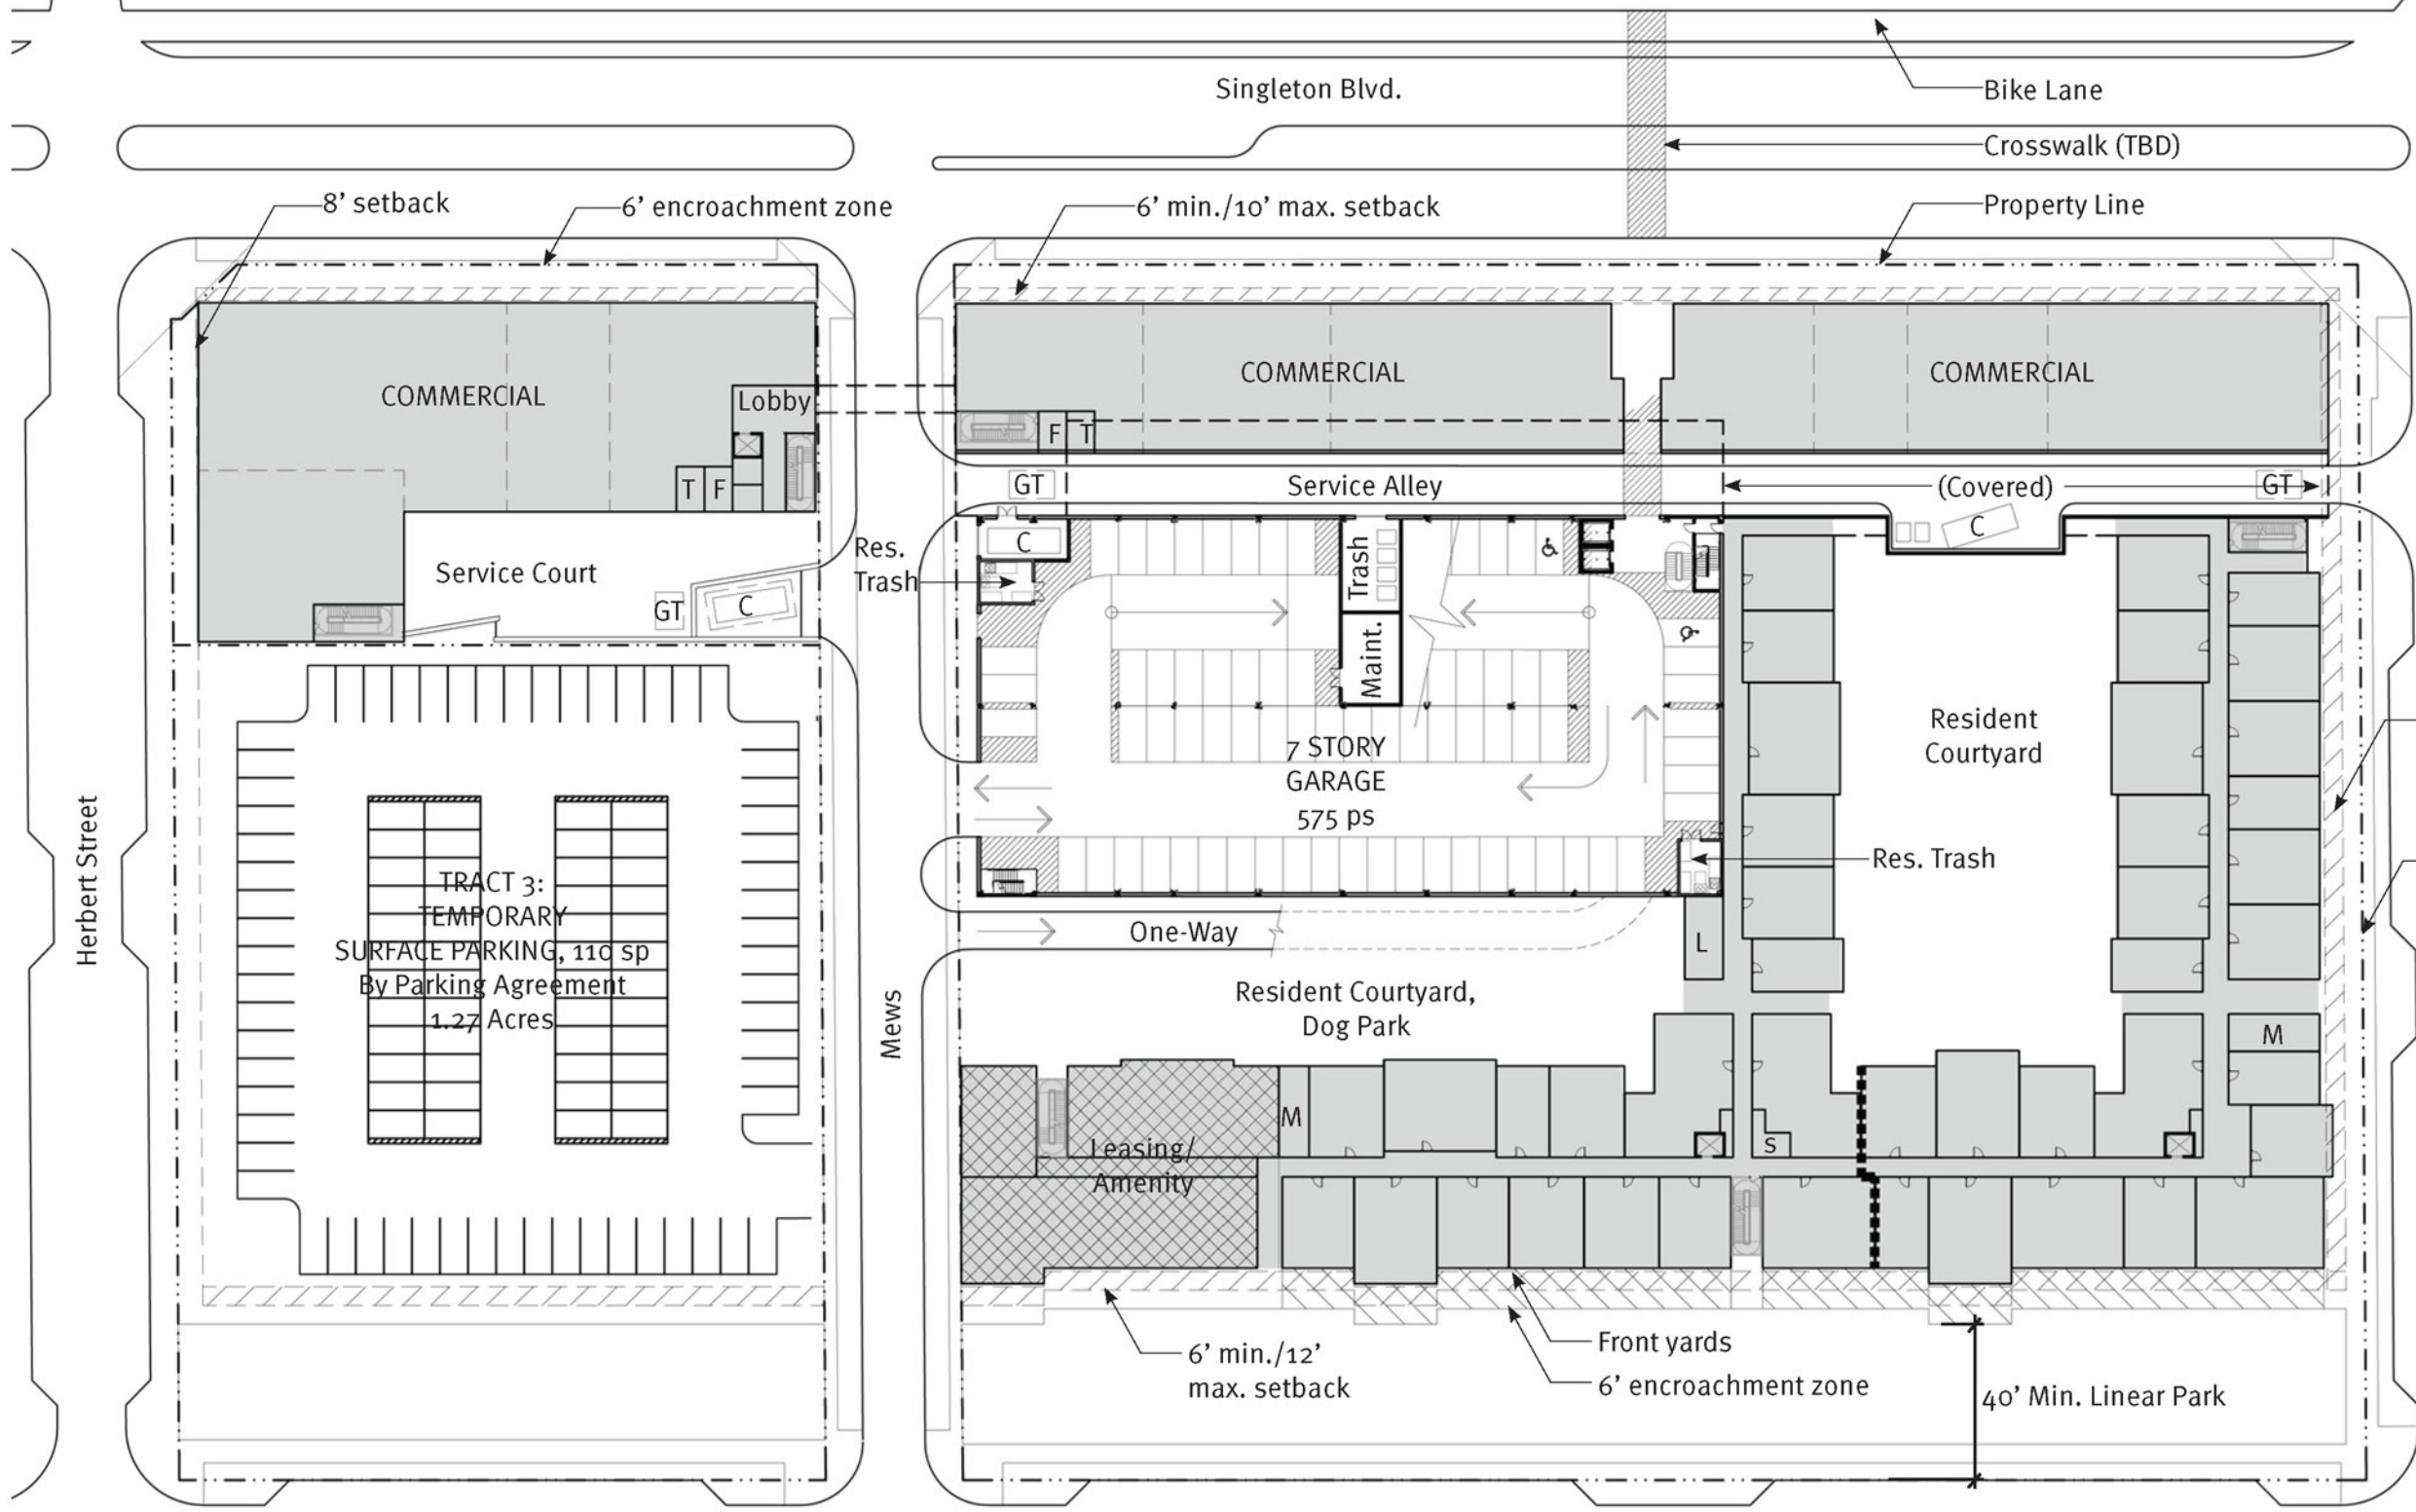 Singleton Blvd.
Bike Lane
Crosswalk (TBD)
8’ setback
6’ encroachment zone
6’ min./10’ max. setback
Property Line
COMMERCIAL
COMMERCIAL
COMMERCIAL
Lobby
F
T
T
F
GT
Service Alley
(Covered)
GT
C
C
Res.
Trash
Trash
Service Court
GT
C
Maint.
Resident
Courtyard
7 STORY
GARAGE
575 ps
Herbert Street
Res. Trash
TRACT 3:
TEMPORARY
SURFACE PARKING, 110 sp
By Parking Agreement
1.27 Acres
One-Way
L
Resident Courtyard,
Dog Park
Mews
M
M
S
Leasing/
Amenity
Front yards
6’ min./12’
max. setback
6’ encroachment zone
40’ Min. Linear Park